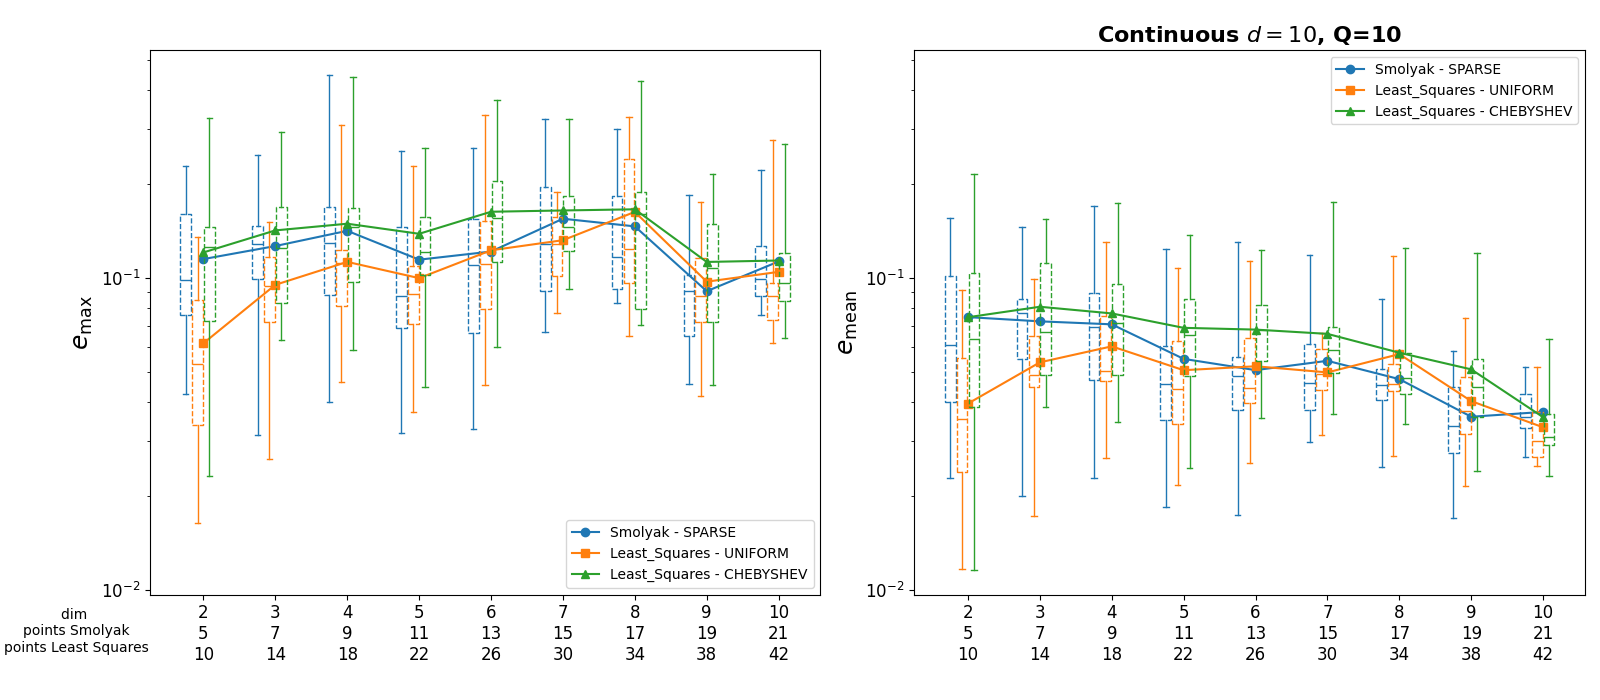 Continuous d = 10, Q=10
10⁻¹
10⁻²
e_max
Smolyak - SPARSE
Least_Squares - UNIFORM
Least_Squares - CHEBYSHEV
dim
points Smolyak
points Least Squares
2 3 4 5 6 7 8 9 10
5 7 9 11 13 15 17 19 21
10 14 18 22 26 30 34 38 42
10⁻¹
10⁻²
e_mean
Smolyak - SPARSE
Least_Squares - UNIFORM
Least_Squares - CHEBYSHEV
2 3 4 5 6 7 8 9 10
5 7 9 11 13 15 17 19 21
10 14 18 22 26 30 34 38 42